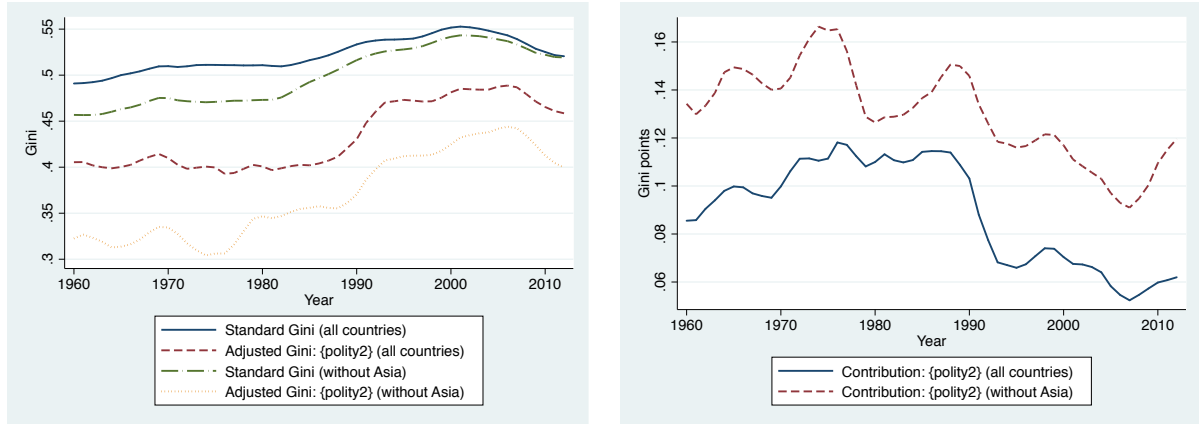 .55
.5
.45
.4
.35
.3
Gini
1960 1970 1980 1990 2000 2010
Year
Standard Gini (all countries)
Adjusted Gini: {polity2} (all countries)
Standard Gini (without Asia)
Adjusted Gini: {polity2} (without Asia)
.16
.14
.12
.1
.08
.06
Gini points
1960 1970 1980 1990 2000 2010
Year
Contribution: {polity2} (all countries)
Contribution: {polity2} (without Asia)